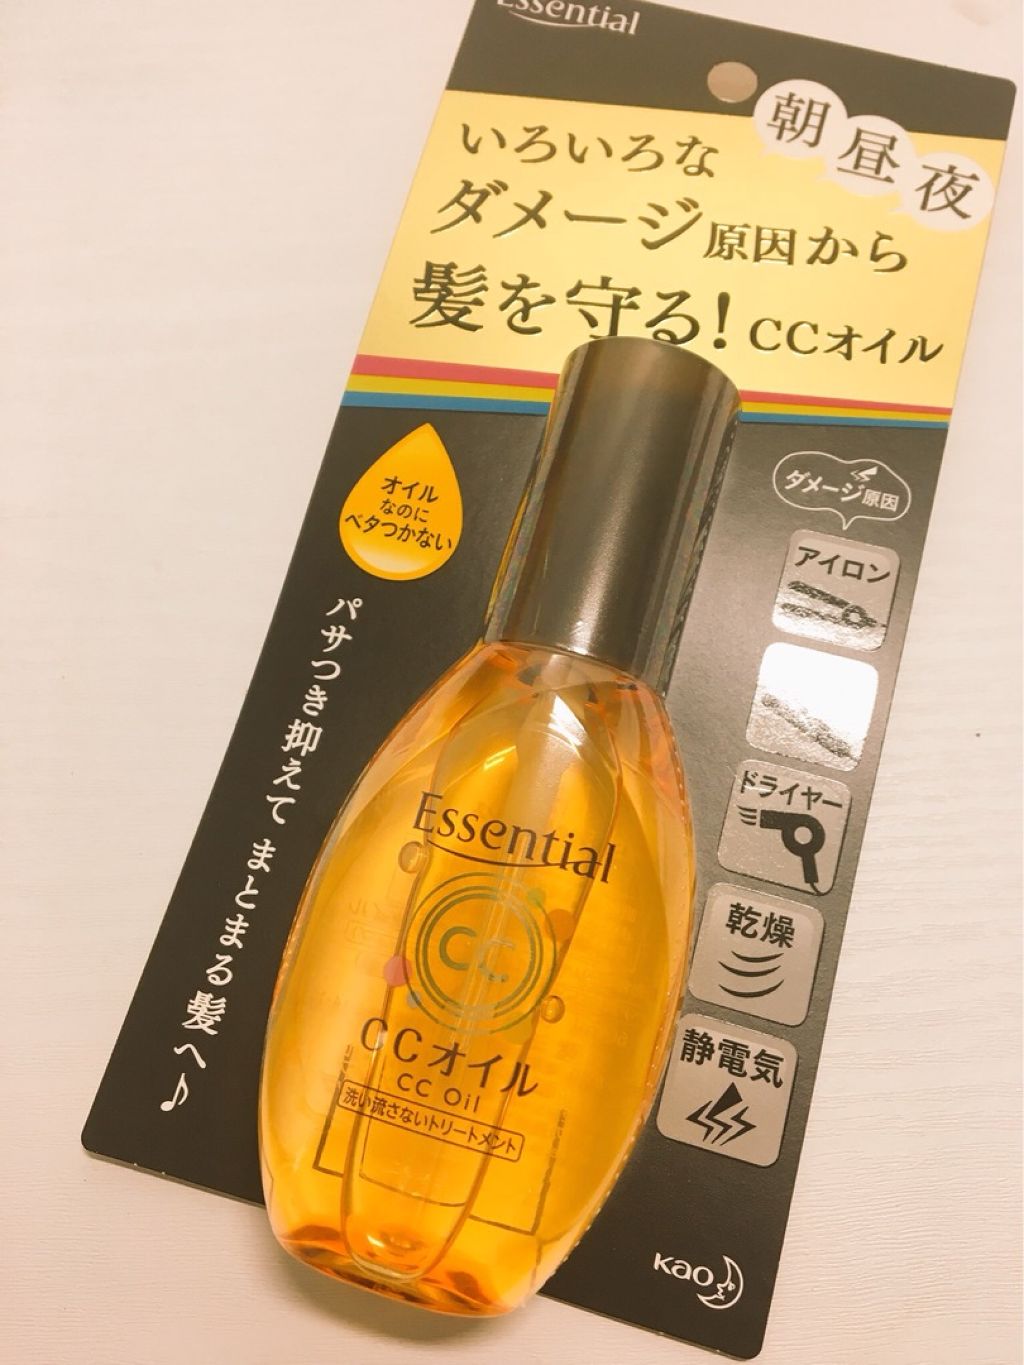 Essential
朝 昼 夜
いろいろな
ダメージ原因から
髪を守る!CCオイル
オイル
なのに
ベタつかない
パサつき抑えて まとまる髪へ♪
ダメージ原因
アイロン
ドライヤー
乾燥
静電気
Essential
CC
CCオイル
CC Oil
洗い流さないトリートメント
Kao